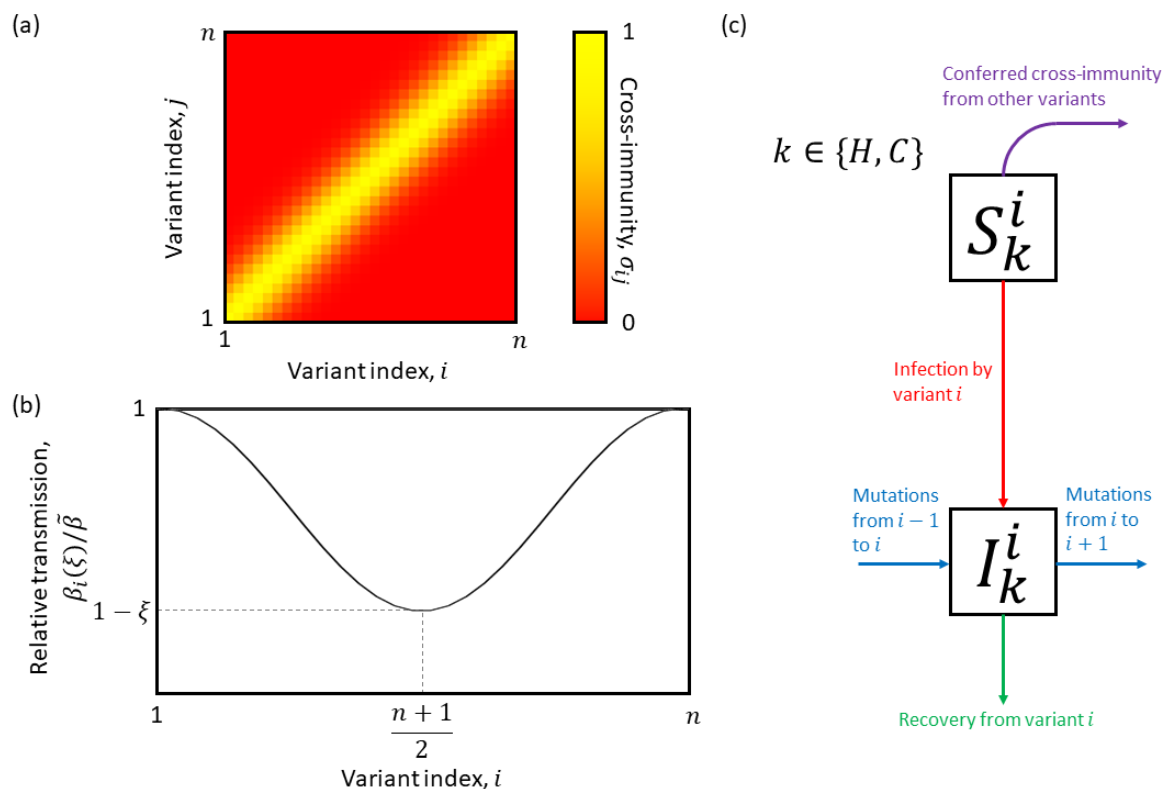 (a)
n
Variant index, j
1
1
n
Variant index, i
1
Cross-immunity, σij
0
(b)
1
Relative transmission,
βi(ξ)/β̃
1 − ξ
1
n + 1
2
n
Variant index, i
(c)
Conferred cross-immunity
from other variants
k ∈ {H, C}
S^i_k
Infection by
variant i
Mutations
from i − 1
to i
Mutations
from i to
i + 1
I^i_k
Recovery from variant i